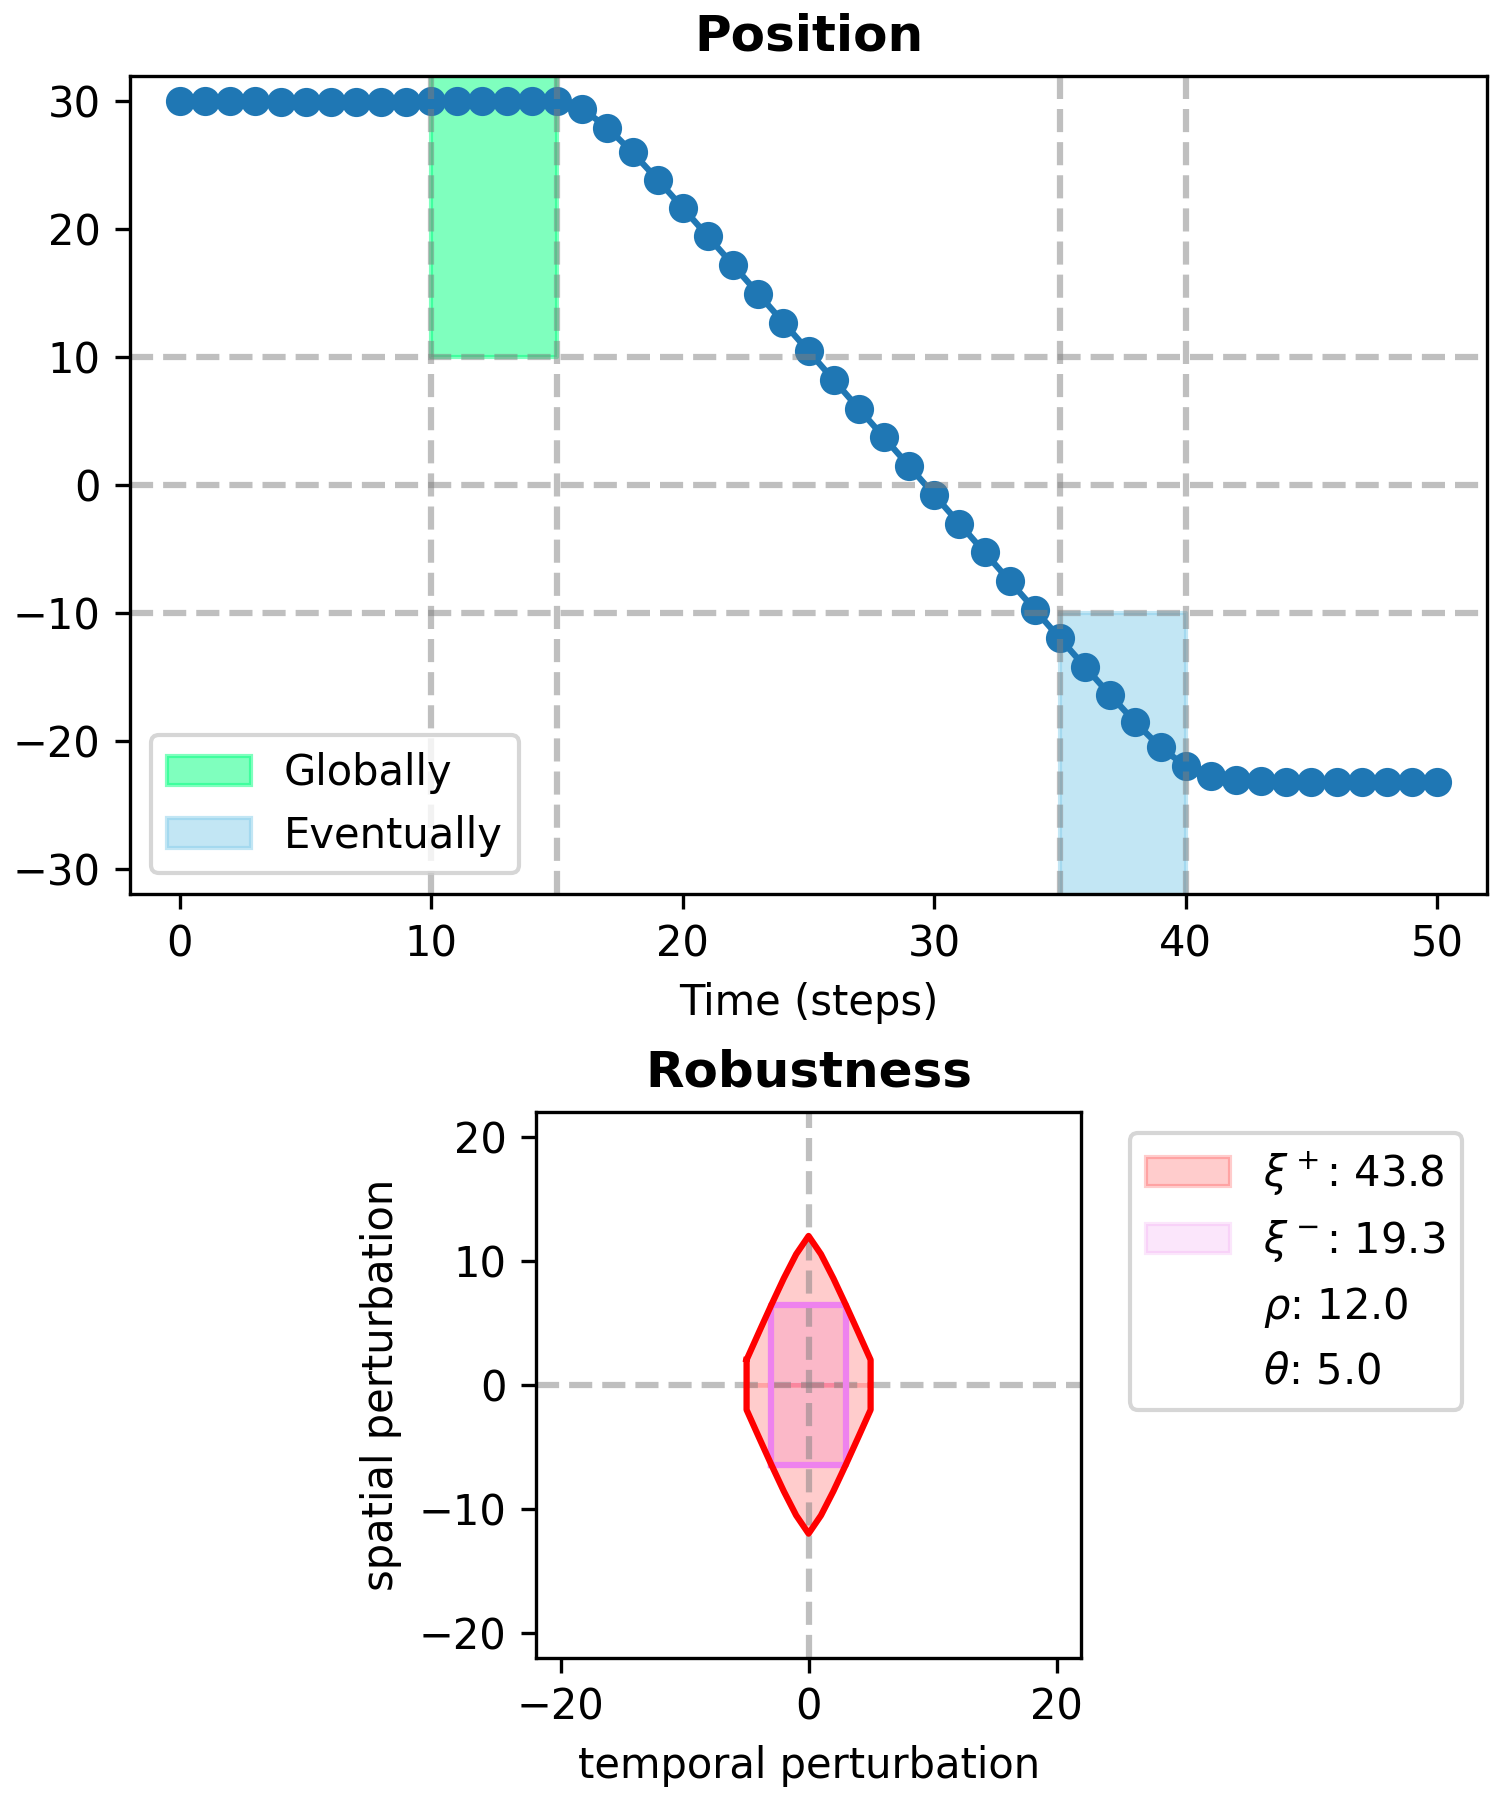 Position
30
20
10
0
−10
−20
−30
Globally
Eventually
0 10 20 30 40 50
Time (steps)
Robustness
20
10
0
−10
−20
spatial perturbation
−20 0 20
temporal perturbation
ξ⁺: 43.8
ξ⁻: 19.3
ρ: 12.0
θ: 5.0